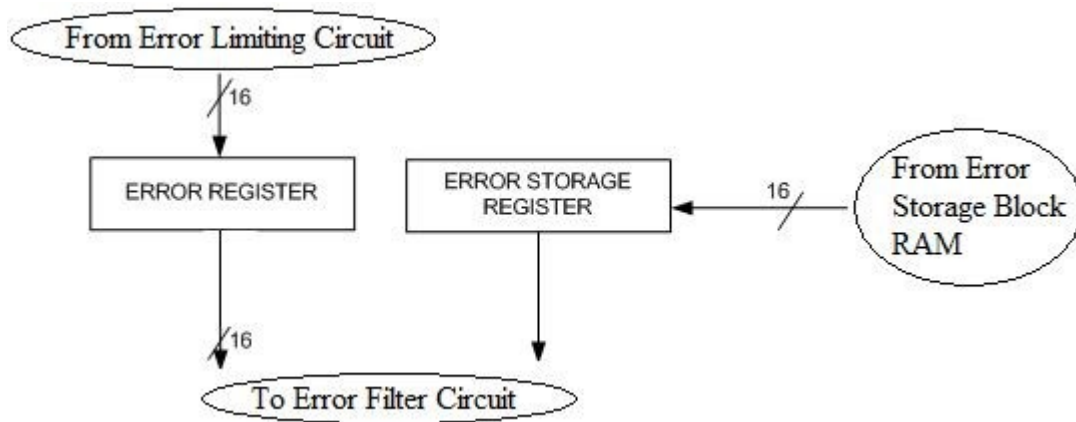 From Error Limiting Circuit
16
ERROR REGISTER
ERROR STORAGE
REGISTER
16
From Error
Storage Block
RAM
16
To Error Filter Circuit